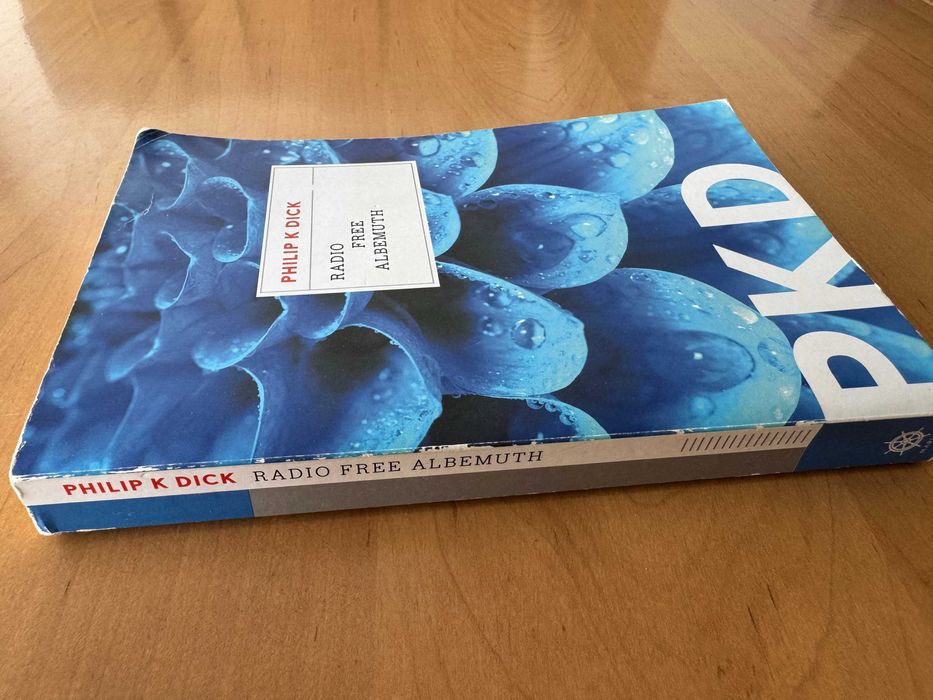 PHILIP K DICK
RADIO
FREE
ALBEMUTH
PKD
PHILIP K DICK RADIO FREE ALBEMUTH